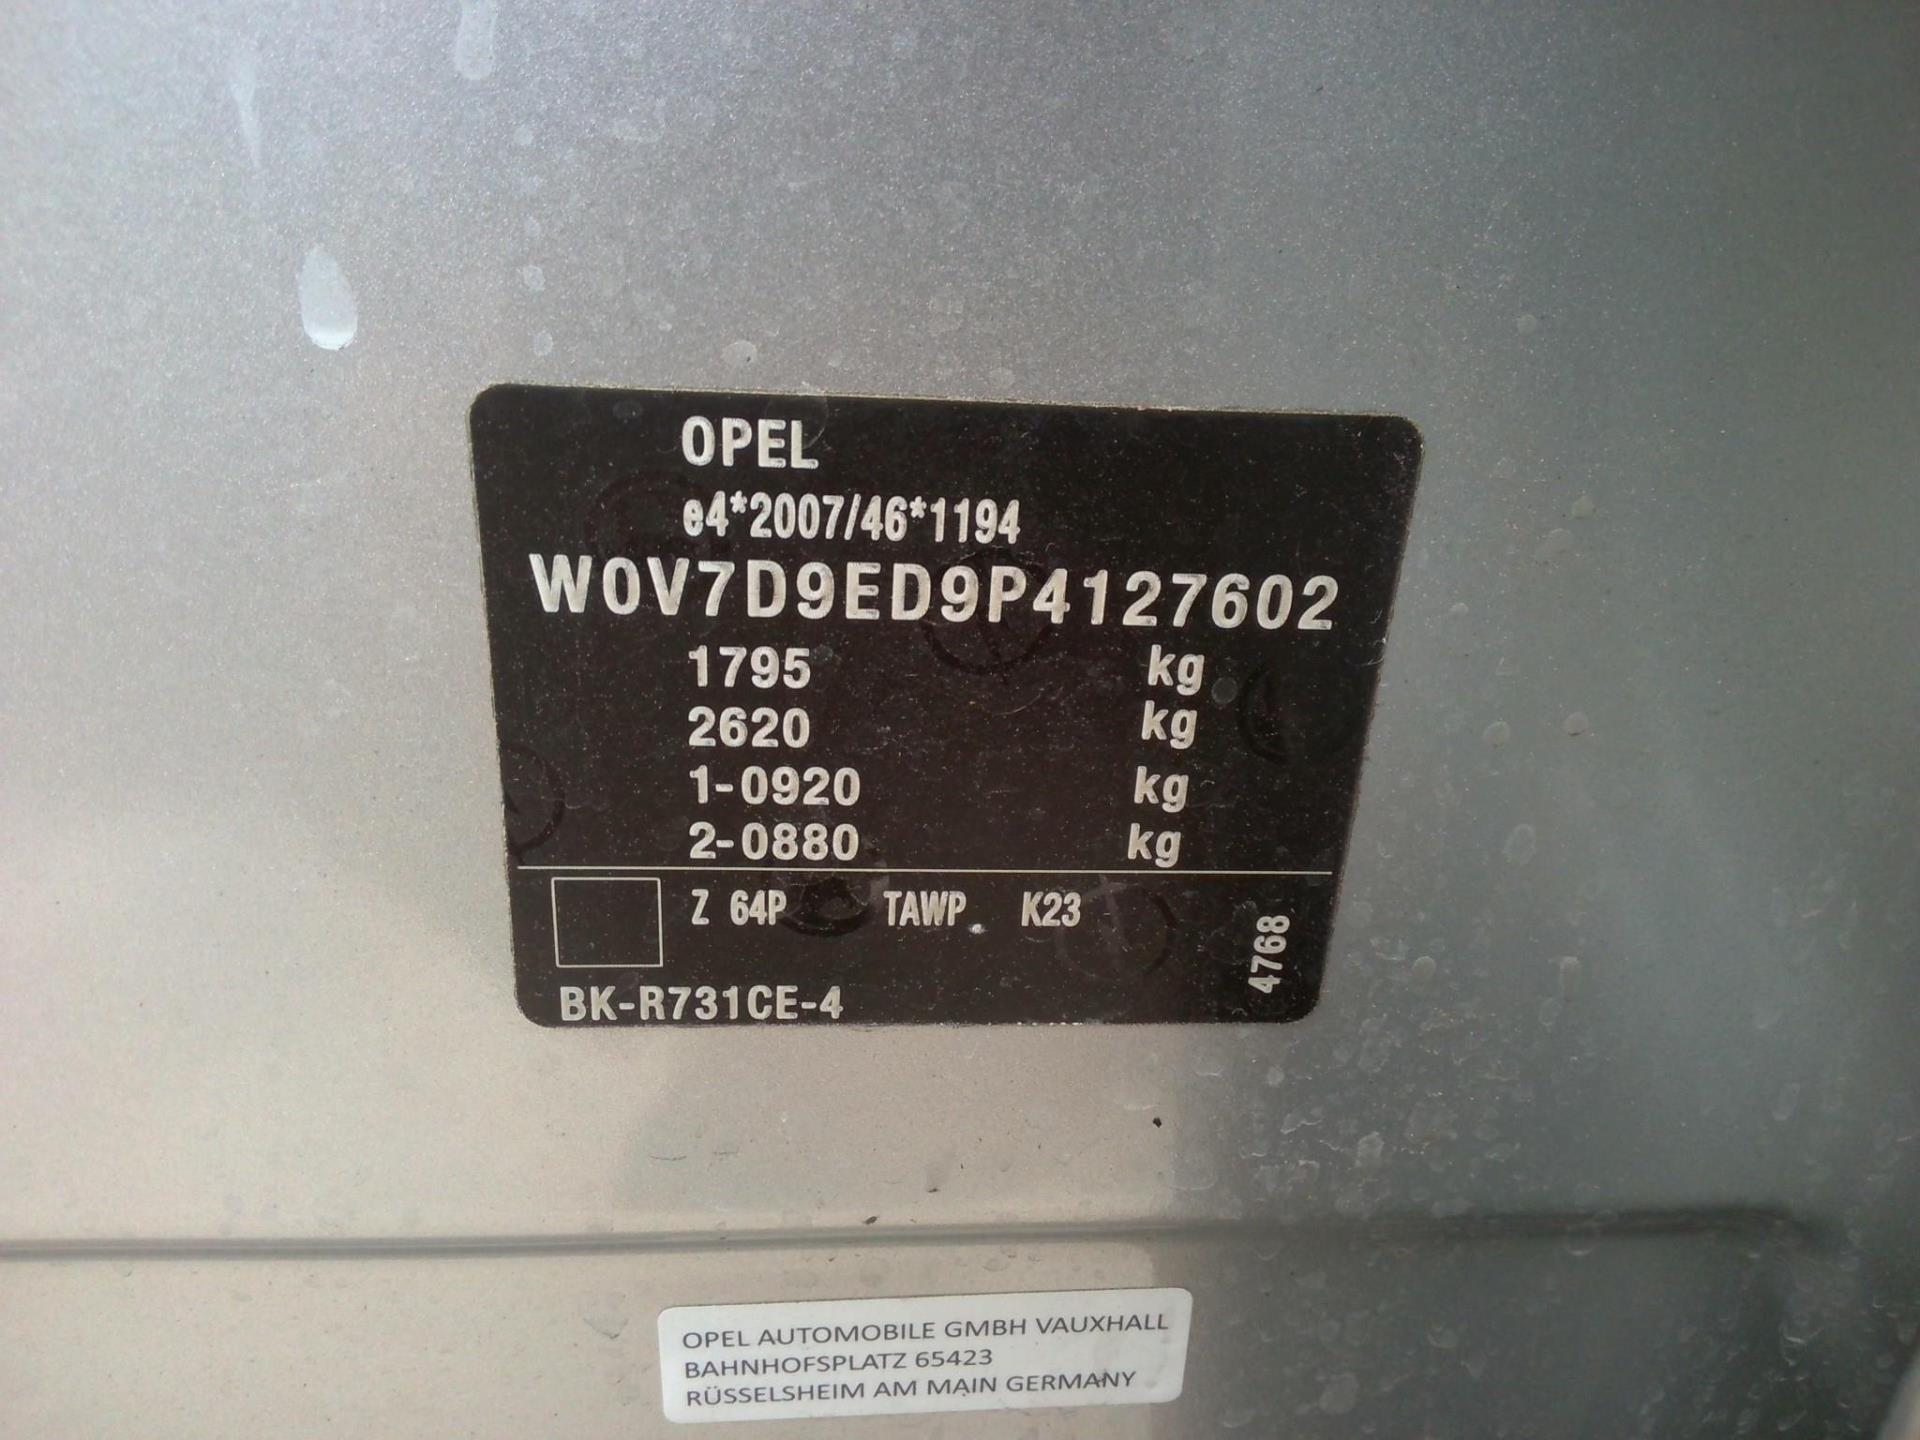 OPEL
e4*2007/46*1194
W0V7D9ED9P4127602
1795 kg
2620 kg
1-0920 kg
2-0880 kg
Z 64P TAWP K23
4768
BK-R731CE-4
OPEL AUTOMOBILE GMBH VAUXHALL
BAHNHOFSPLATZ 65423
RÜSSELSHEIM AM MAIN GERMANY